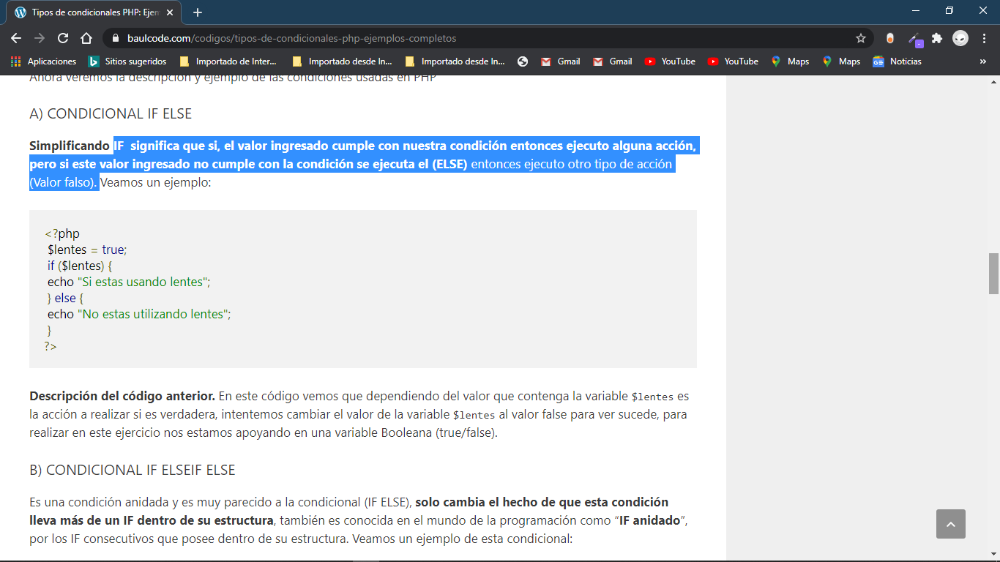 Tipos de condicionales PHP: Ejem
baulcode.com/codigos/tipos-de-condicionales-php-ejemplos-completos
Aplicaciones
Sitios sugeridos
Importado de Inter...
Importado desde In...
Importado desde In...
Gmail
Gmail
YouTube
YouTube
Maps
Maps
Noticias
»
Ahora veremos la descripción y ejemplo de las condiciones usadas en PHP
A) CONDICIONAL IF ELSE
Simplificando IF significa que si, el valor ingresado cumple con nuestra condición entonces ejecuto alguna acción,
pero si este valor ingresado no cumple con la condición se ejecuta el (ELSE) entonces ejecuto otro tipo de acción
(Valor falso). Veamos un ejemplo:
<?php
$lentes = true;
if ($lentes) {
echo "Si estas usando lentes";
} else {
echo "No estas utilizando lentes";
}
?>
Descripción del código anterior. En este código vemos que dependiendo del valor que contenga la variable $lentes es
la acción a realizar si es verdadera, intentemos cambiar el valor de la variable $lentes al valor false para ver sucede, para
realizar en este ejercicio nos estamos apoyando en una variable Booleana (true/false).
B) CONDICIONAL IF ELSEIF ELSE
Es una condición anidada y es muy parecido a la condicional (IF ELSE), solo cambia el hecho de que esta condición
lleva más de un IF dentro de su estructura, también es conocida en el mundo de la programación como “IF anidado”,
por los IF consecutivos que posee dentro de su estructura. Veamos un ejemplo de esta condicional: